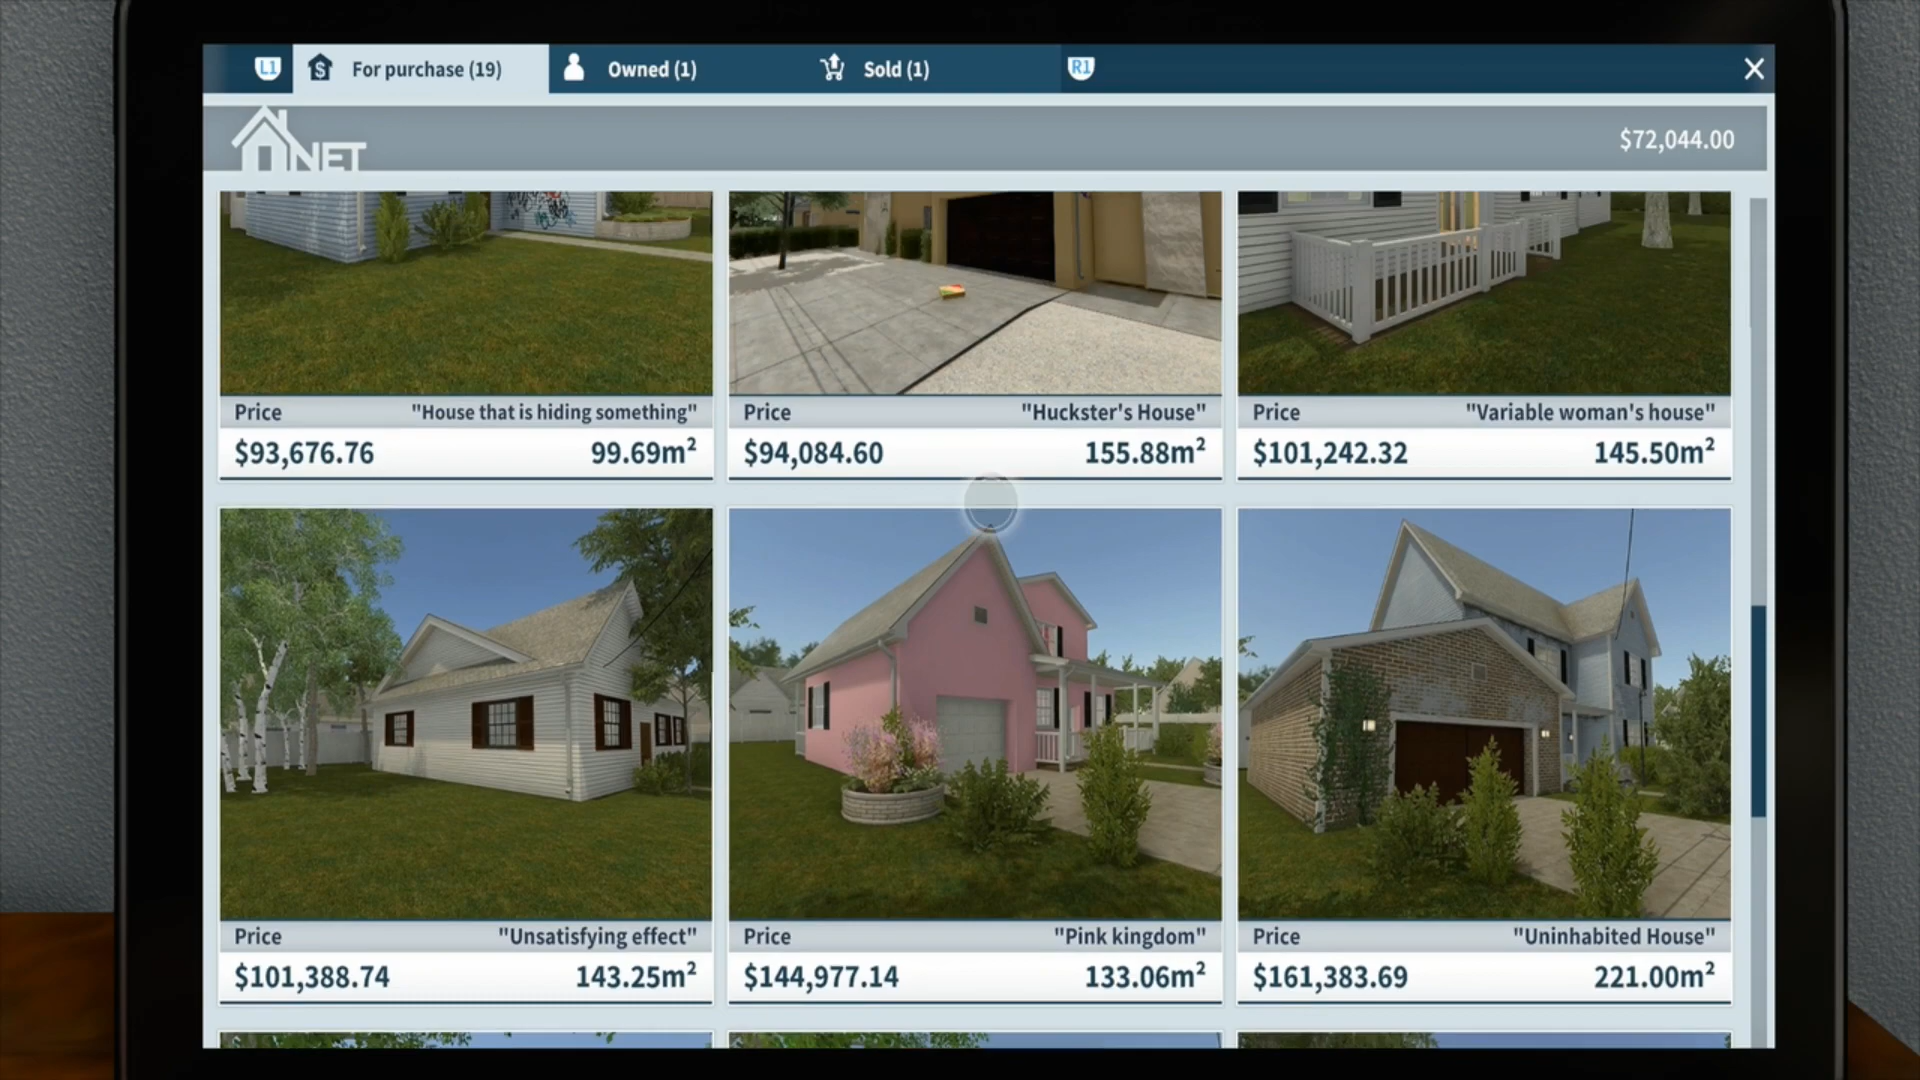 L1
For purchase (19)
Owned (1)
Sold (1)
R1
NET
$72,044.00
Price "House that is hiding something"
$93,676.76 99.69m²
Price "Huckster's House"
$94,084.60 155.88m²
Price "Variable woman's house"
$101,242.32 145.50m²
Price "Unsatisfying effect"
$101,388.74 143.25m²
Price "Pink kingdom"
$144,977.14 133.06m²
Price "Uninhabited House"
$161,383.69 221.00m²